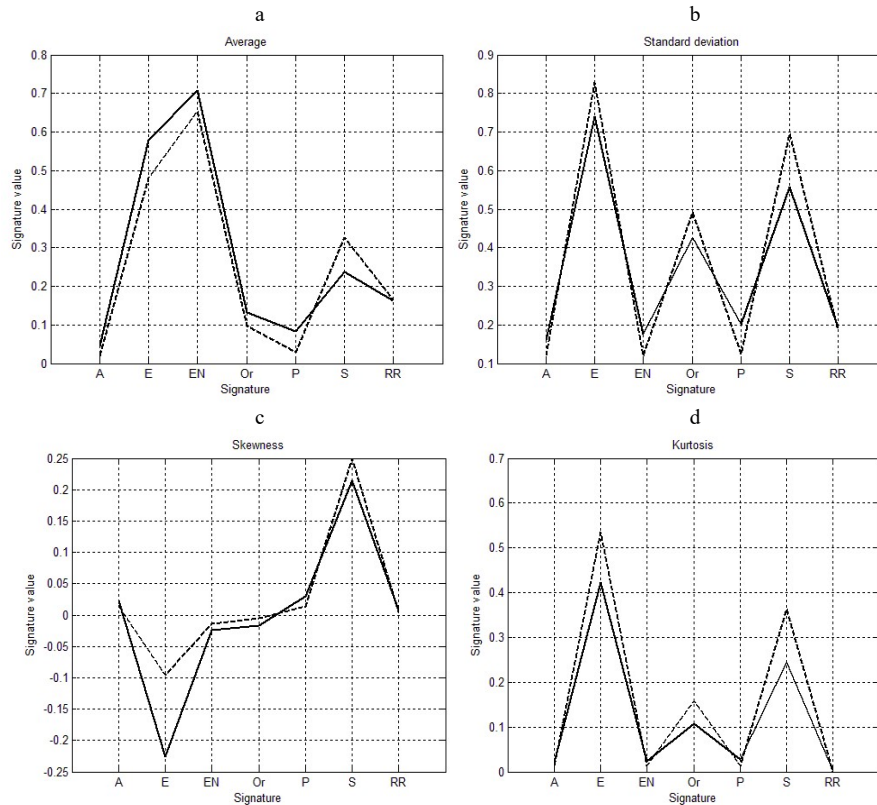 a
Average
Signature value
0.8
0.7
0.6
0.5
0.4
0.3
0.2
0.1
0
A E EN Or P S RR
Signature
b
Standard deviation
Signature value
0.9
0.8
0.7
0.6
0.5
0.4
0.3
0.2
0.1
A E EN Or P S RR
Signature
c
Skewness
Signature value
0.25
0.2
0.15
0.1
0.05
0
-0.05
-0.1
-0.15
-0.2
-0.25
A E EN Or P S RR
Signature
d
Kurtosis
Signature value
0.7
0.6
0.5
0.4
0.3
0.2
0.1
0
A E EN Or P S RR
Signature